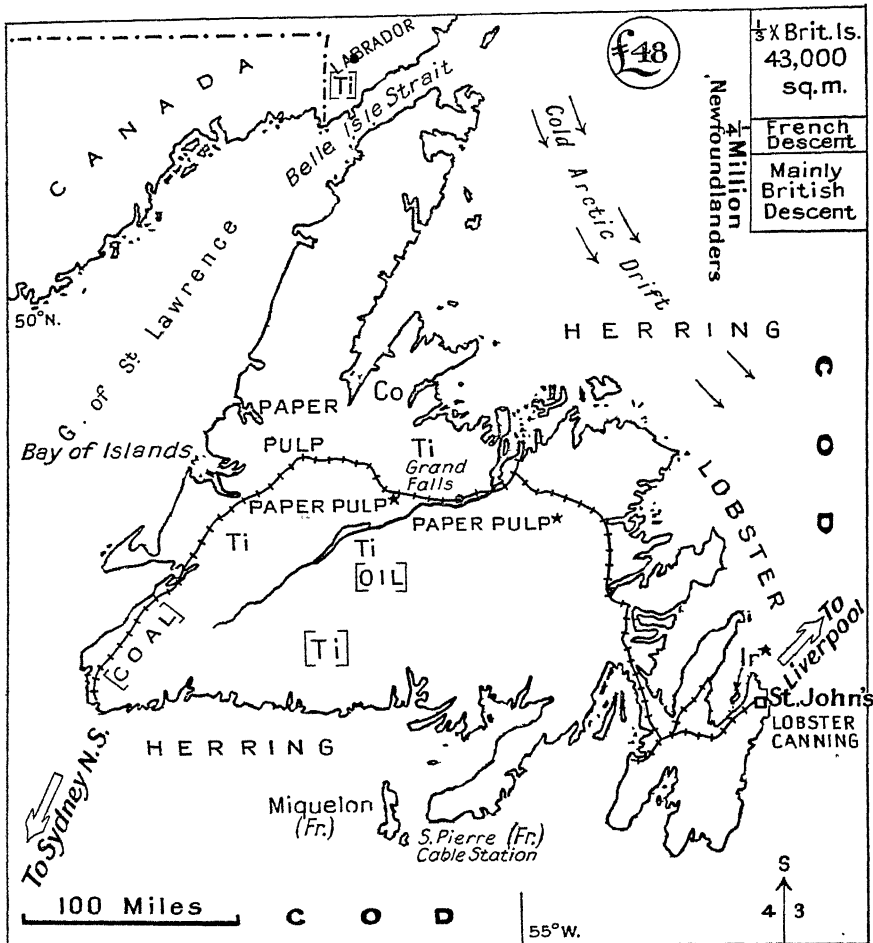 LABRADOR
[Ti]
CANADA
Belle Isle Strait
£48
Cold Arctic Drift
¼ Million
Newfoundlanders
⅓ X Brit. Is.
43,000
sq.m.
French
Descent
Mainly
British
Descent
50°N.
G. of St. Lawrence
HERRING
COD
LOBSTER
Co
PAPER
PULP
Bay of Islands
Ti
Grand
Falls
PAPER PULP*
PAPER PULP*
Ti
Ti
[OIL]
[COAL]
[Ti]
To
Liverpool
Ir*
St. John's
LOBSTER
CANNING
HERRING
To Sydney N.S.
Miquelon
(Fr.)
S. Pierre (Fr.)
Cable Station
100 Miles
COD
55°W.
S
4 3